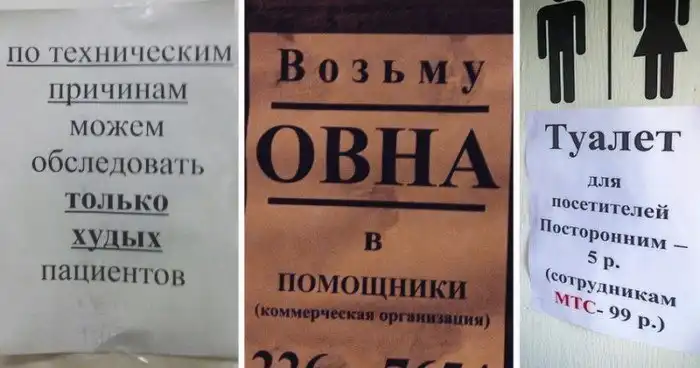 по техническим
причинам
можем
обследовать
только
худых
пациентов
Возьму
ОВНА
в
помощники
(коммерческая организация)
Туалет
для
посетителей
Посторонним –
5 р.
(сотрудникам
МТС- 99 р.)